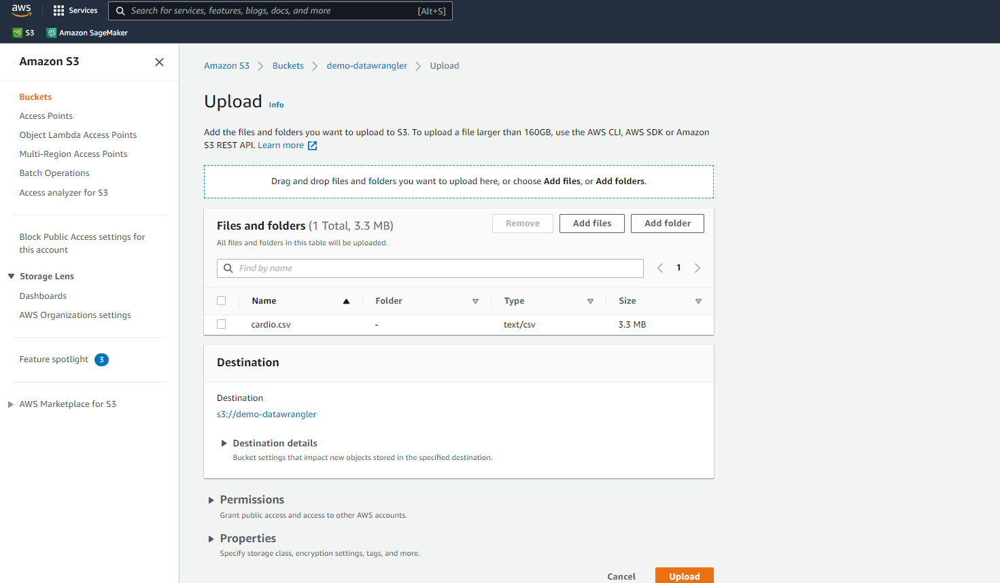 aws
Services
Search for services, features, blogs, docs, and more
[Alt+S]
S3
Amazon SageMaker
Amazon S3
Buckets
Access Points
Object Lambda Access Points
Multi-Region Access Points
Batch Operations
Access analyzer for S3
Block Public Access settings for
this account
Storage Lens
Dashboards
AWS Organizations settings
Feature spotlight 3
AWS Marketplace for S3
Amazon S3 > Buckets > demo-datawrangler > Upload
Upload Info
Add the files and folders you want to upload to S3. To upload a file larger than 160GB, use the AWS CLI, AWS SDK or Amazon
S3 REST API. Learn more
Drag and drop files and folders you want to upload here, or choose Add files, or Add folders.
Files and folders (1 Total, 3.3 MB)
Remove
Add files
Add folder
All files and folders in this table will be uploaded.
Find by name
1
Name Folder Type Size
cardio.csv - text/csv 3.3 MB
Destination
Destination
s3://demo-datawrangler
Destination details
Bucket settings that impact new objects stored in the specified destination.
Permissions
Grant public access and access to other AWS accounts.
Properties
Specify storage class, encryption settings, tags, and more.
Cancel
Upload